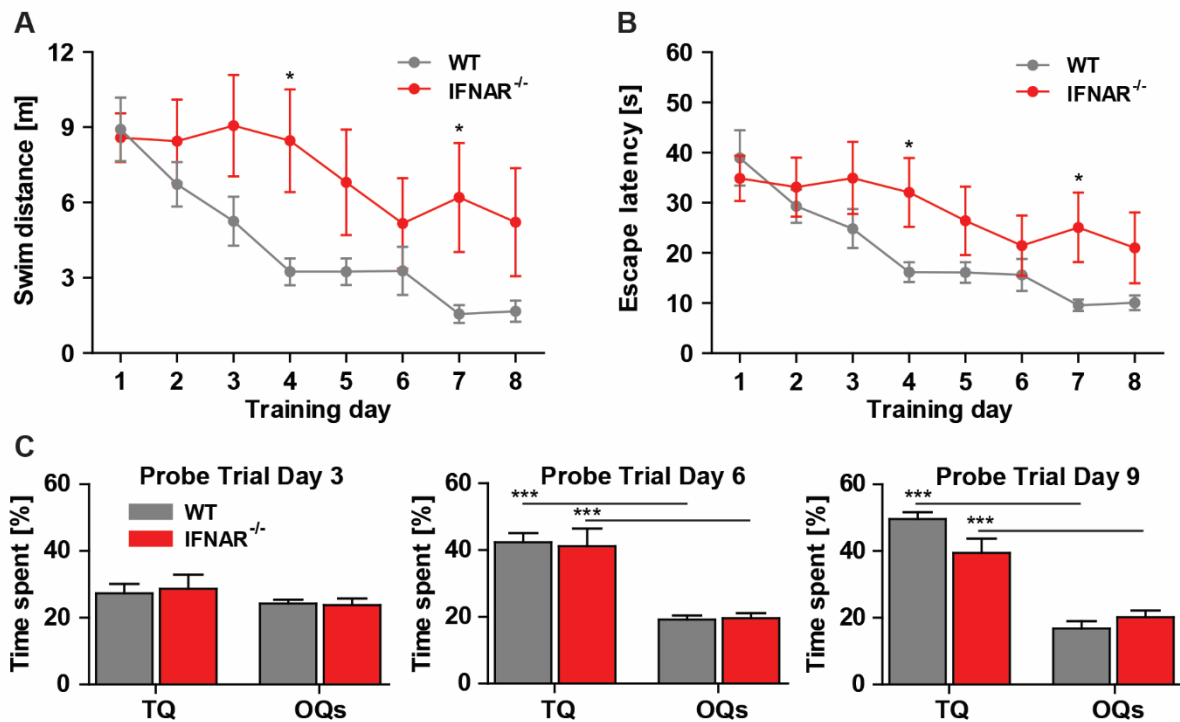 A
Swim distance [m]
12
9
6
3
0
WT
IFNAR-/-
*
*
1 2 3 4 5 6 7 8
Training day
B
Escape latency [s]
60
50
40
30
20
10
0
WT
IFNAR-/-
*
*
1 2 3 4 5 6 7 8
Training day
C
Probe Trial Day 3
Time spent [%]
60
40
20
0
WT
IFNAR-/-
TQ OQs
Probe Trial Day 6
Time spent [%]
60
40
20
0
***
***
TQ OQs
Probe Trial Day 9
Time spent [%]
60
40
20
0
***
***
TQ OQs